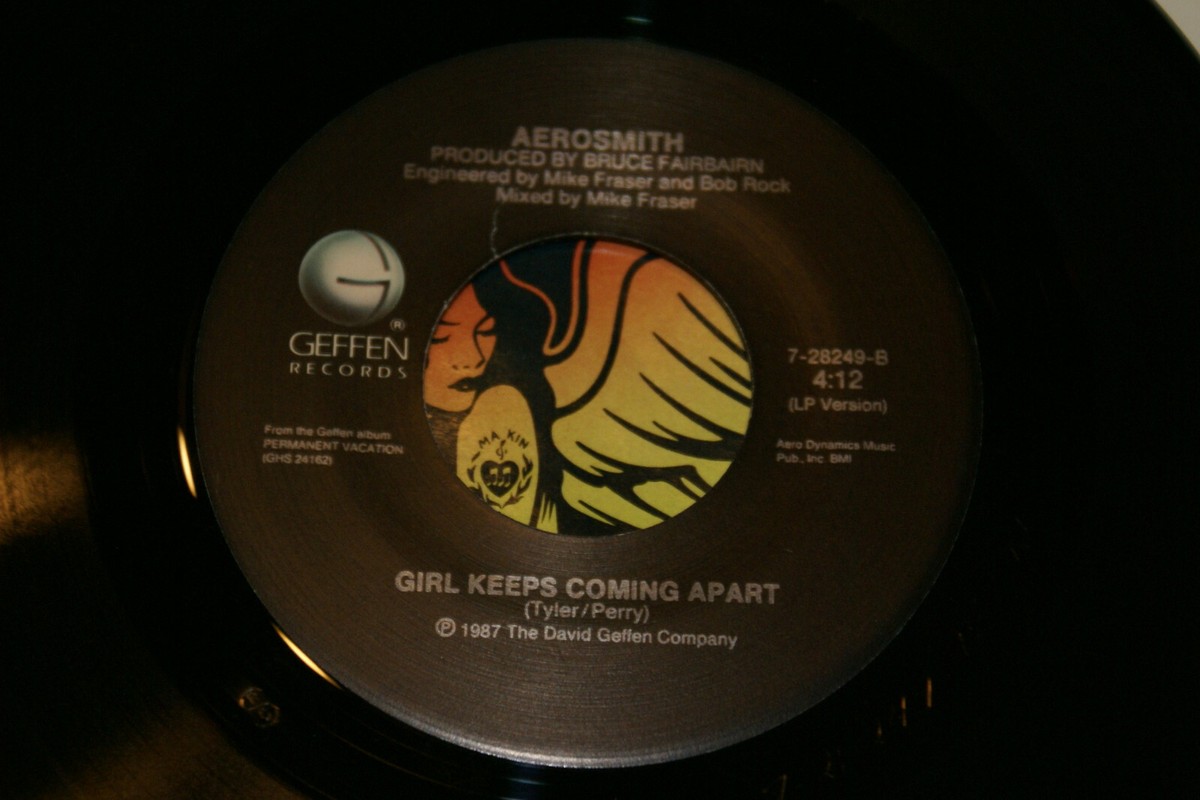 AEROSMITH
PRODUCED BY BRUCE FAIRBAIRN
Engineered by Mike Fraser and Bob Rock
Mixed by Mike Fraser
®
GEFFEN
RECORDS
From the Geffen album
PERMANENT VACATION
(GHS 24162)
7-28249-B
4:12
(LP Version)
Aero Dynamics Music
Pub., Inc. BMI
MA KIN
GIRL KEEPS COMING APART
(Tyler/Perry)
℗ 1987 The David Geffen Company